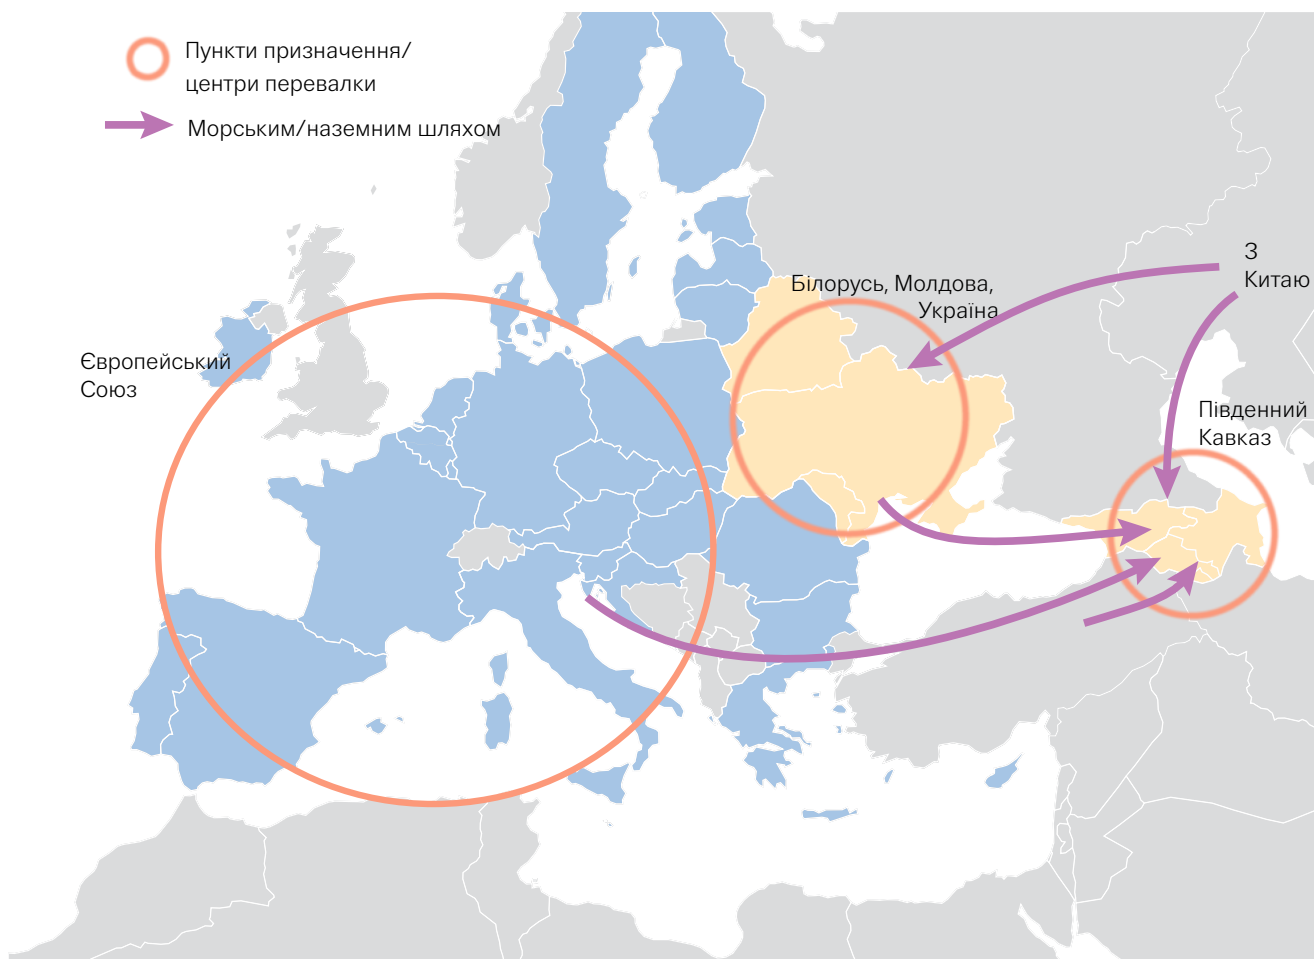 Пункти призначення/
центри перевалки
Морським/наземним шляхом
З
Китаю
Білорусь, Молдова,
Україна
Європейський
Союз
Південний
Кавказ